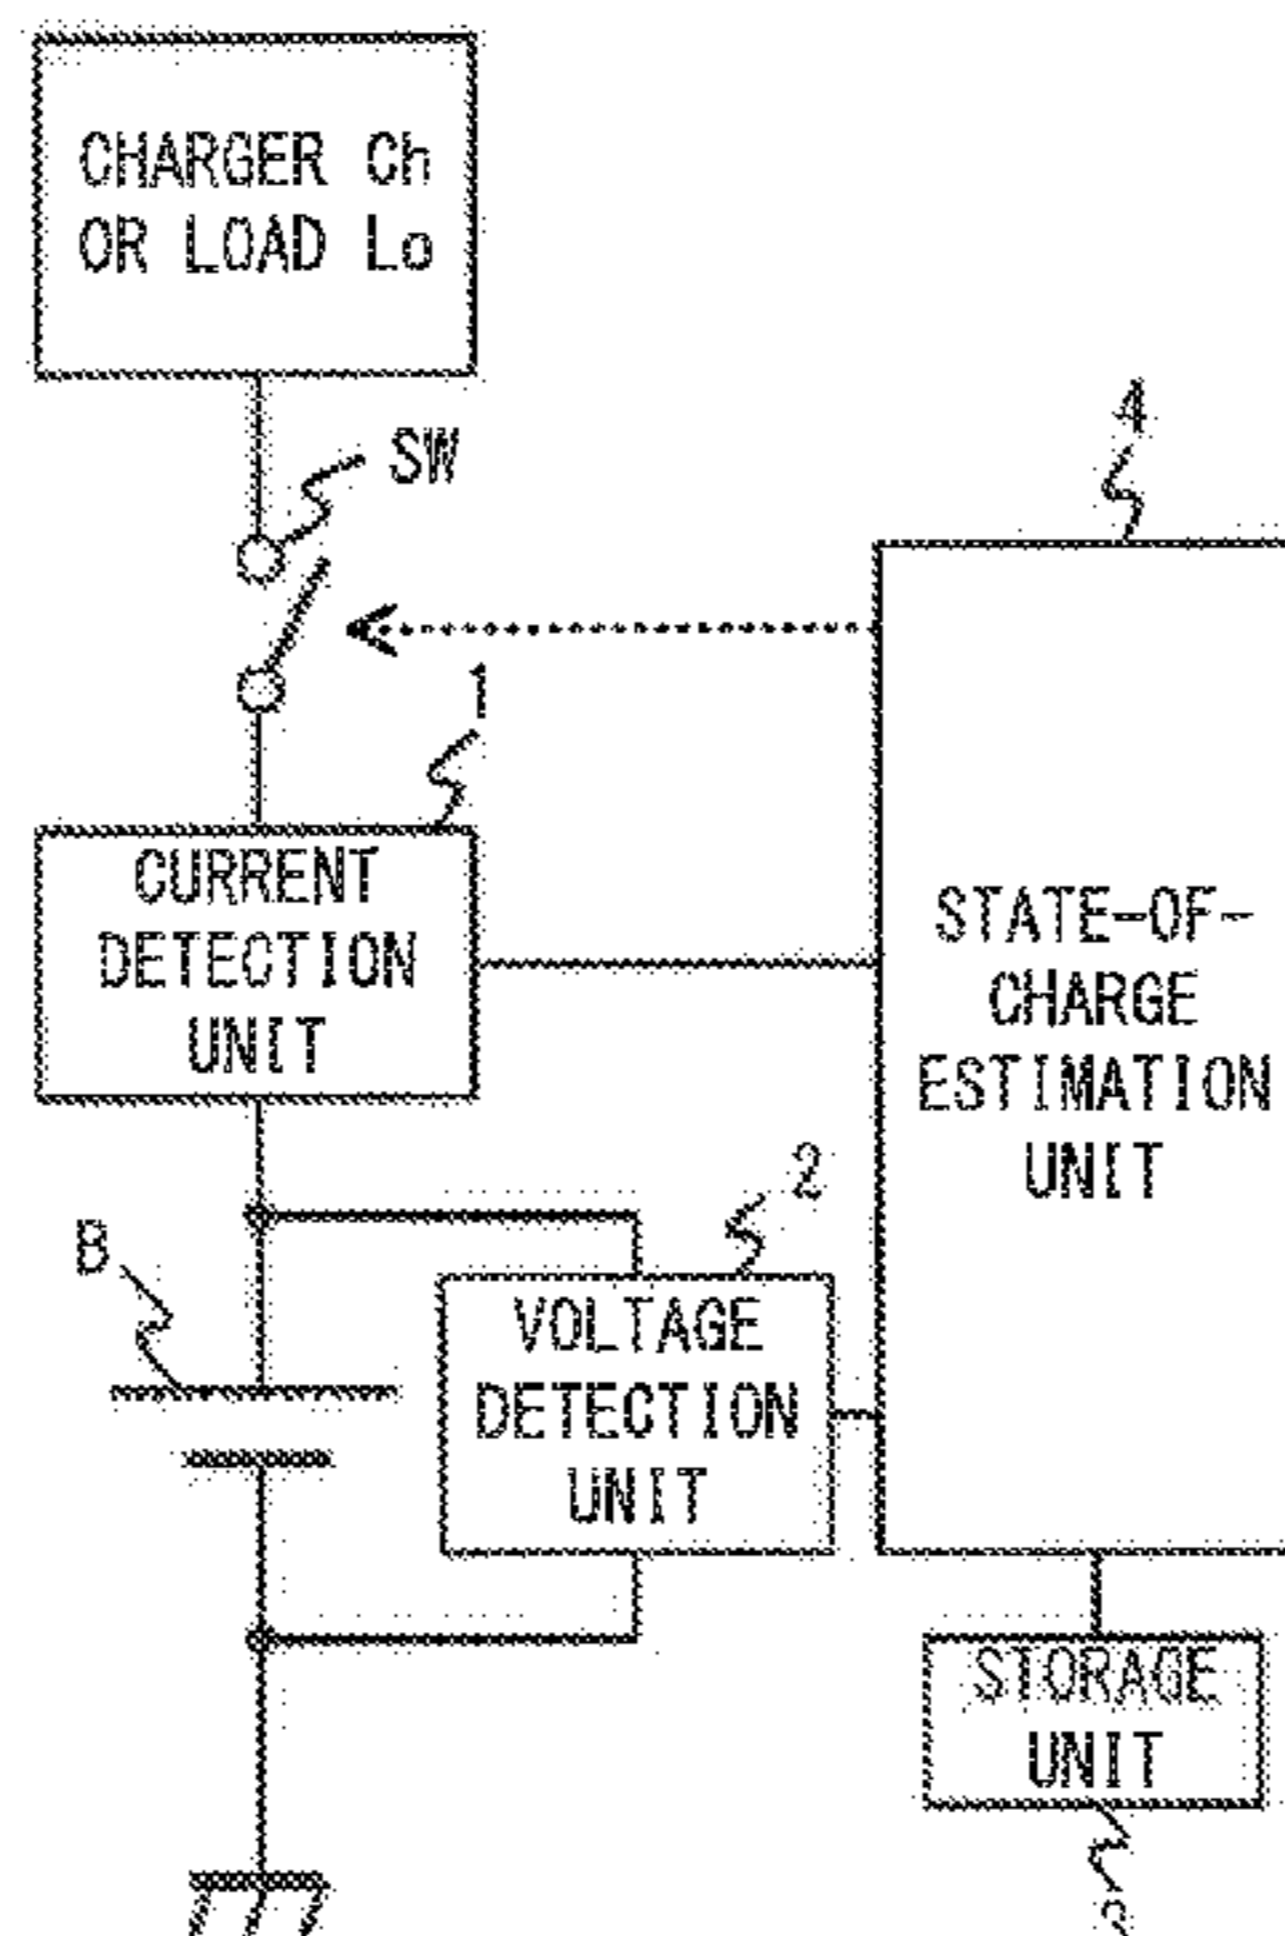 CHARGER Ch
OR LOAD Lo
SW
4
1
CURRENT
DETECTION
UNIT
STATE-OF-
CHARGE
ESTIMATION
UNIT
2
B
VOLTAGE
DETECTION
UNIT
STORAGE
UNIT